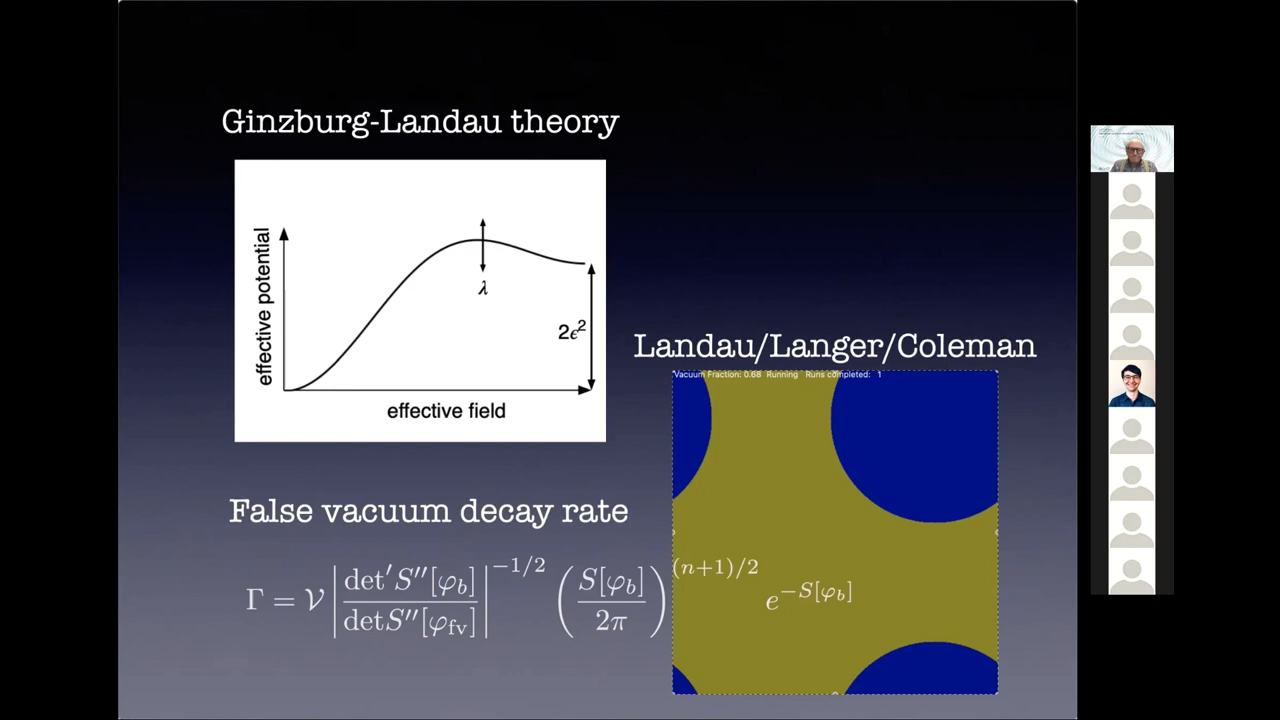 Ginzburg-Landau theory
effective potential
λ
2ϵ²
effective field
Landau/Langer/Coleman
Vacuum Fraction: 0.68 Running Runs completed: 1
False vacuum decay rate
Γ = 𝒱 |det′S″[φ_b] / detS″[φ_fv]|^{−1/2} (S[φ_b] / 2π)^{(n+1)/2} e^{−S[φ_b]}